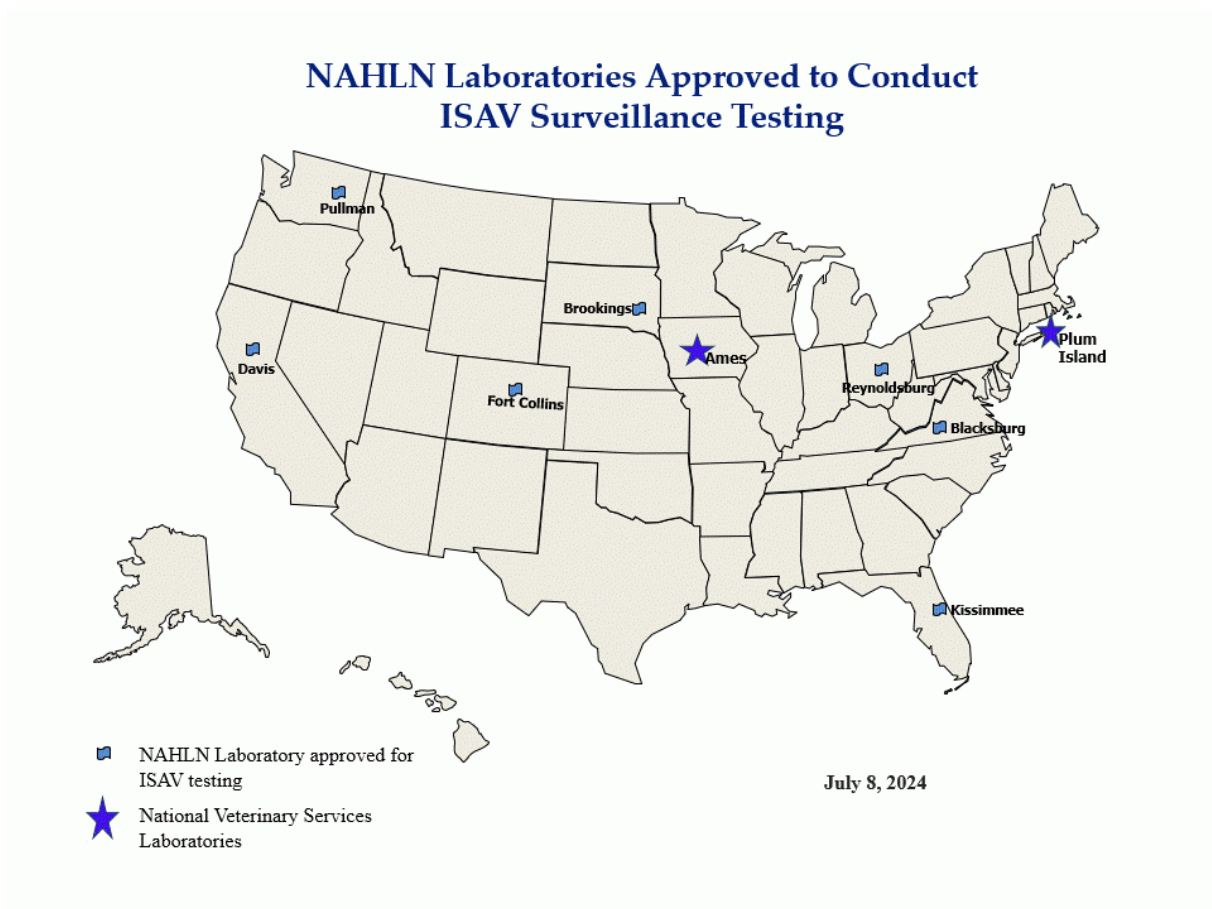 NAHLN Laboratories Approved to Conduct
ISAV Surveillance Testing
Pullman
Brookings
Plum
Island
Ames
Davis
Reynoldsburg
Fort Collins
Blacksburg
Kissimmee
NAHLN Laboratory approved for
ISAV testing
July 8, 2024
National Veterinary Services
Laboratories